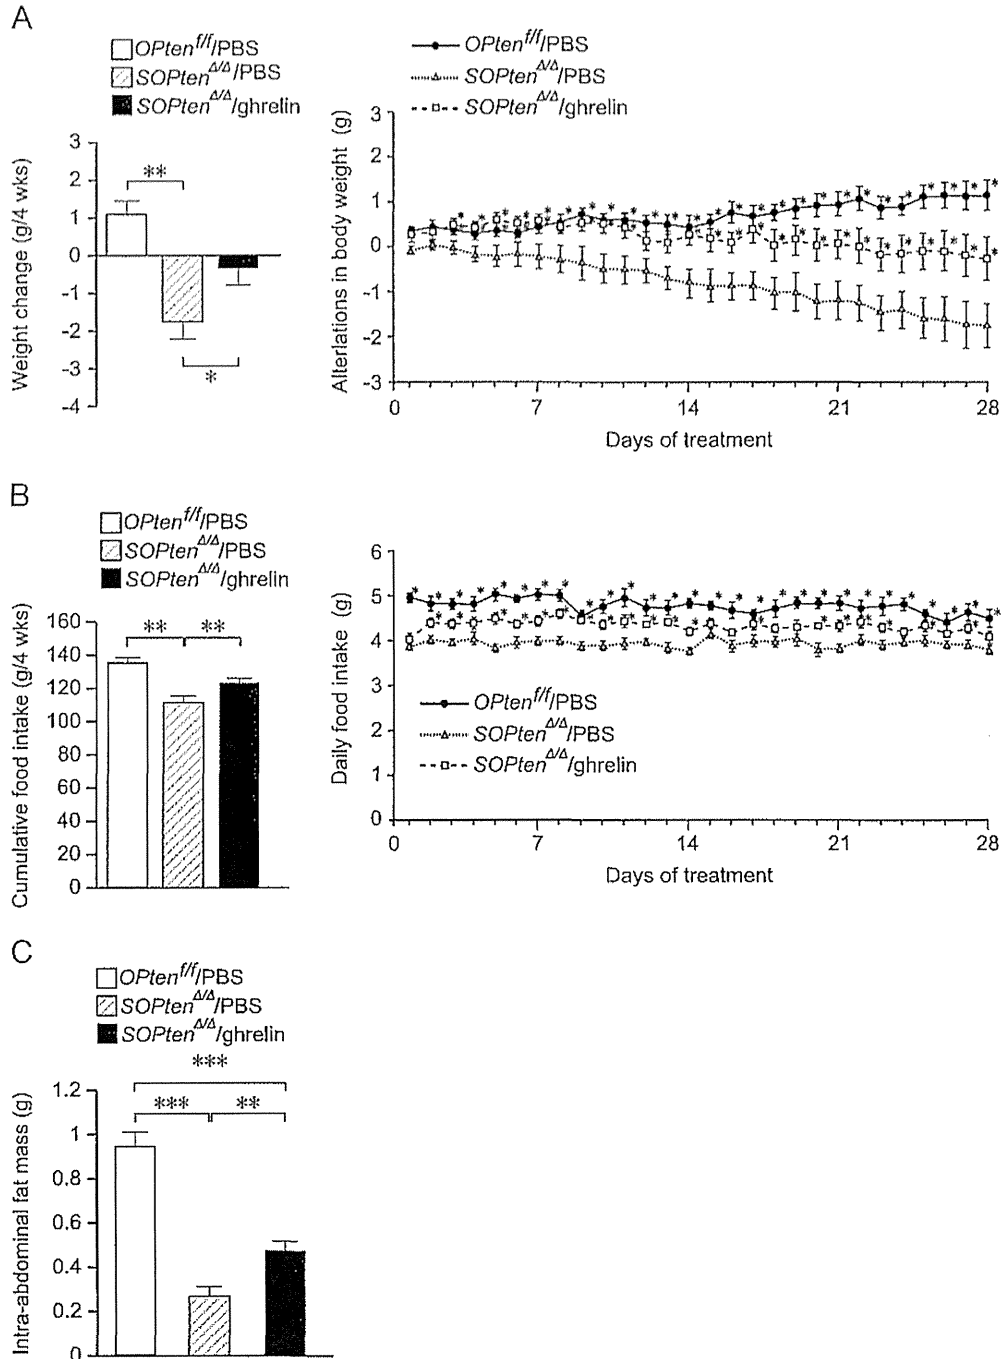 A
OPten^f/f/PBS
SOPten^Δ/Δ/PBS
SOPten^Δ/Δ/ghrelin
Weight change (g/4 wks)
3
2
1
0
-1
-2
-3
-4
**
*
OPten^f/f/PBS
SOPten^Δ/Δ/PBS
SOPten^Δ/Δ/ghrelin
Alterlations in body weight (g)
3
2
1
0
-1
-2
-3
0 7 14 21 28
Days of treatment
B
OPten^f/f/PBS
SOPten^Δ/Δ/PBS
SOPten^Δ/Δ/ghrelin
Cumulative food intake (g/4 wks)
160
140
120
100
80
60
40
20
0
** **
Daily food intake (g)
6
5
4
3
2
1
0
OPten^f/f/PBS
SOPten^Δ/Δ/PBS
SOPten^Δ/Δ/ghrelin
0 7 14 21 28
Days of treatment
C
OPten^f/f/PBS
SOPten^Δ/Δ/PBS
SOPten^Δ/Δ/ghrelin
***
*** **
Intra-abdominal fat mass (g)
1.2
1
0.8
0.6
0.4
0.2
0